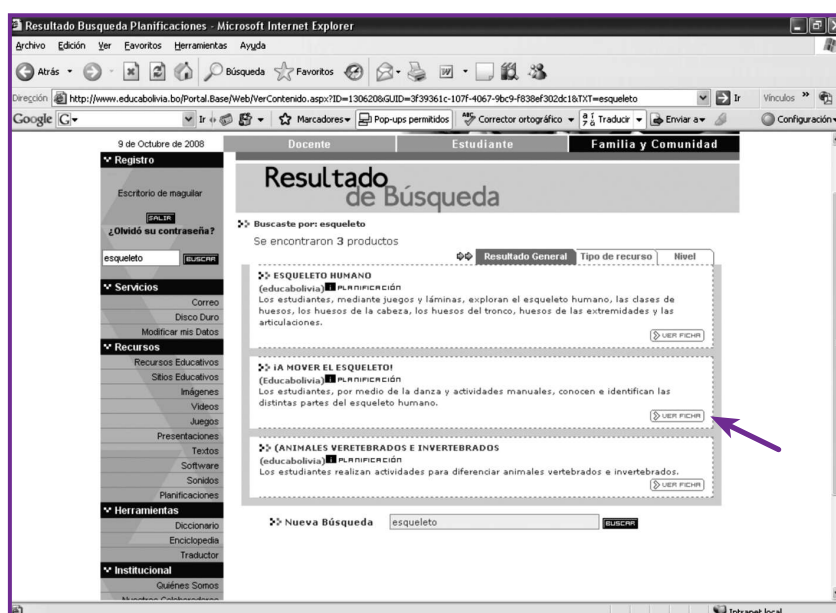 Resultado Busqueda Planificaciones - Microsoft Internet Explorer
Archivo Edición Ver Favoritos Herramientas Ayuda
Atrás Búsqueda Favoritos
Dirección http://www.educabolivia.bo/Portal.Base/Web/VerContenido.aspx?ID=130620&GUID=3f39361c-107f-4067-9bc9-f838ef302dc1&TXT=esqueleto Ir Vínculos »
Google G Ir Marcadores Pop-ups permitidos Corrector ortográfico Traducir Enviar a Configuración
9 de Octubre de 2008 Docente Estudiante Familia y Comunidad
Registro
Escritorio de maguilar
SALIR
¿Olvidó su contraseña?
esqueleto BUSCAR
Servicios
Correo
Disco Duro
Modificar mis Datos
Recursos
Recursos Educativos
Sitios Educativos
Imágenes
Videos
Juegos
Presentaciones
Textos
Software
Sonidos
Planificaciones
Herramientas
Diccionario
Enciclopedia
Traductor
Institucional
Quiénes Somos
Nuestros Colaboradores
Resultado
de Búsqueda
Buscaste por: esqueleto
Se encontraron 3 productos
Resultado General Tipo de recurso Nivel
ESQUELETO HUMANO
(educabolivia) PLANIFICACIÓN
Los estudiantes, mediante juegos y láminas, exploran el esqueleto humano, las clases de
huesos, los huesos de la cabeza, los huesos del tronco, huesos de las extremidades y las
articulaciones.
VER FICHA
¡A MOVER EL ESQUELETO!
(Educabolivia) PLANIFICACIÓN
Los estudiantes, por medio de la danza y actividades manuales, conocen e identifican las
distintas partes del esqueleto humano.
VER FICHA
(ANIMALES VERETEBRADOS E INVERTEBRADOS
(educabolivia) PLANIFICACIÓN
Los estudiantes realizan actividades para diferenciar animales vertebrados e invertebrados.
VER FICHA
Nueva Búsqueda esqueleto BUSCAR
Intranet local